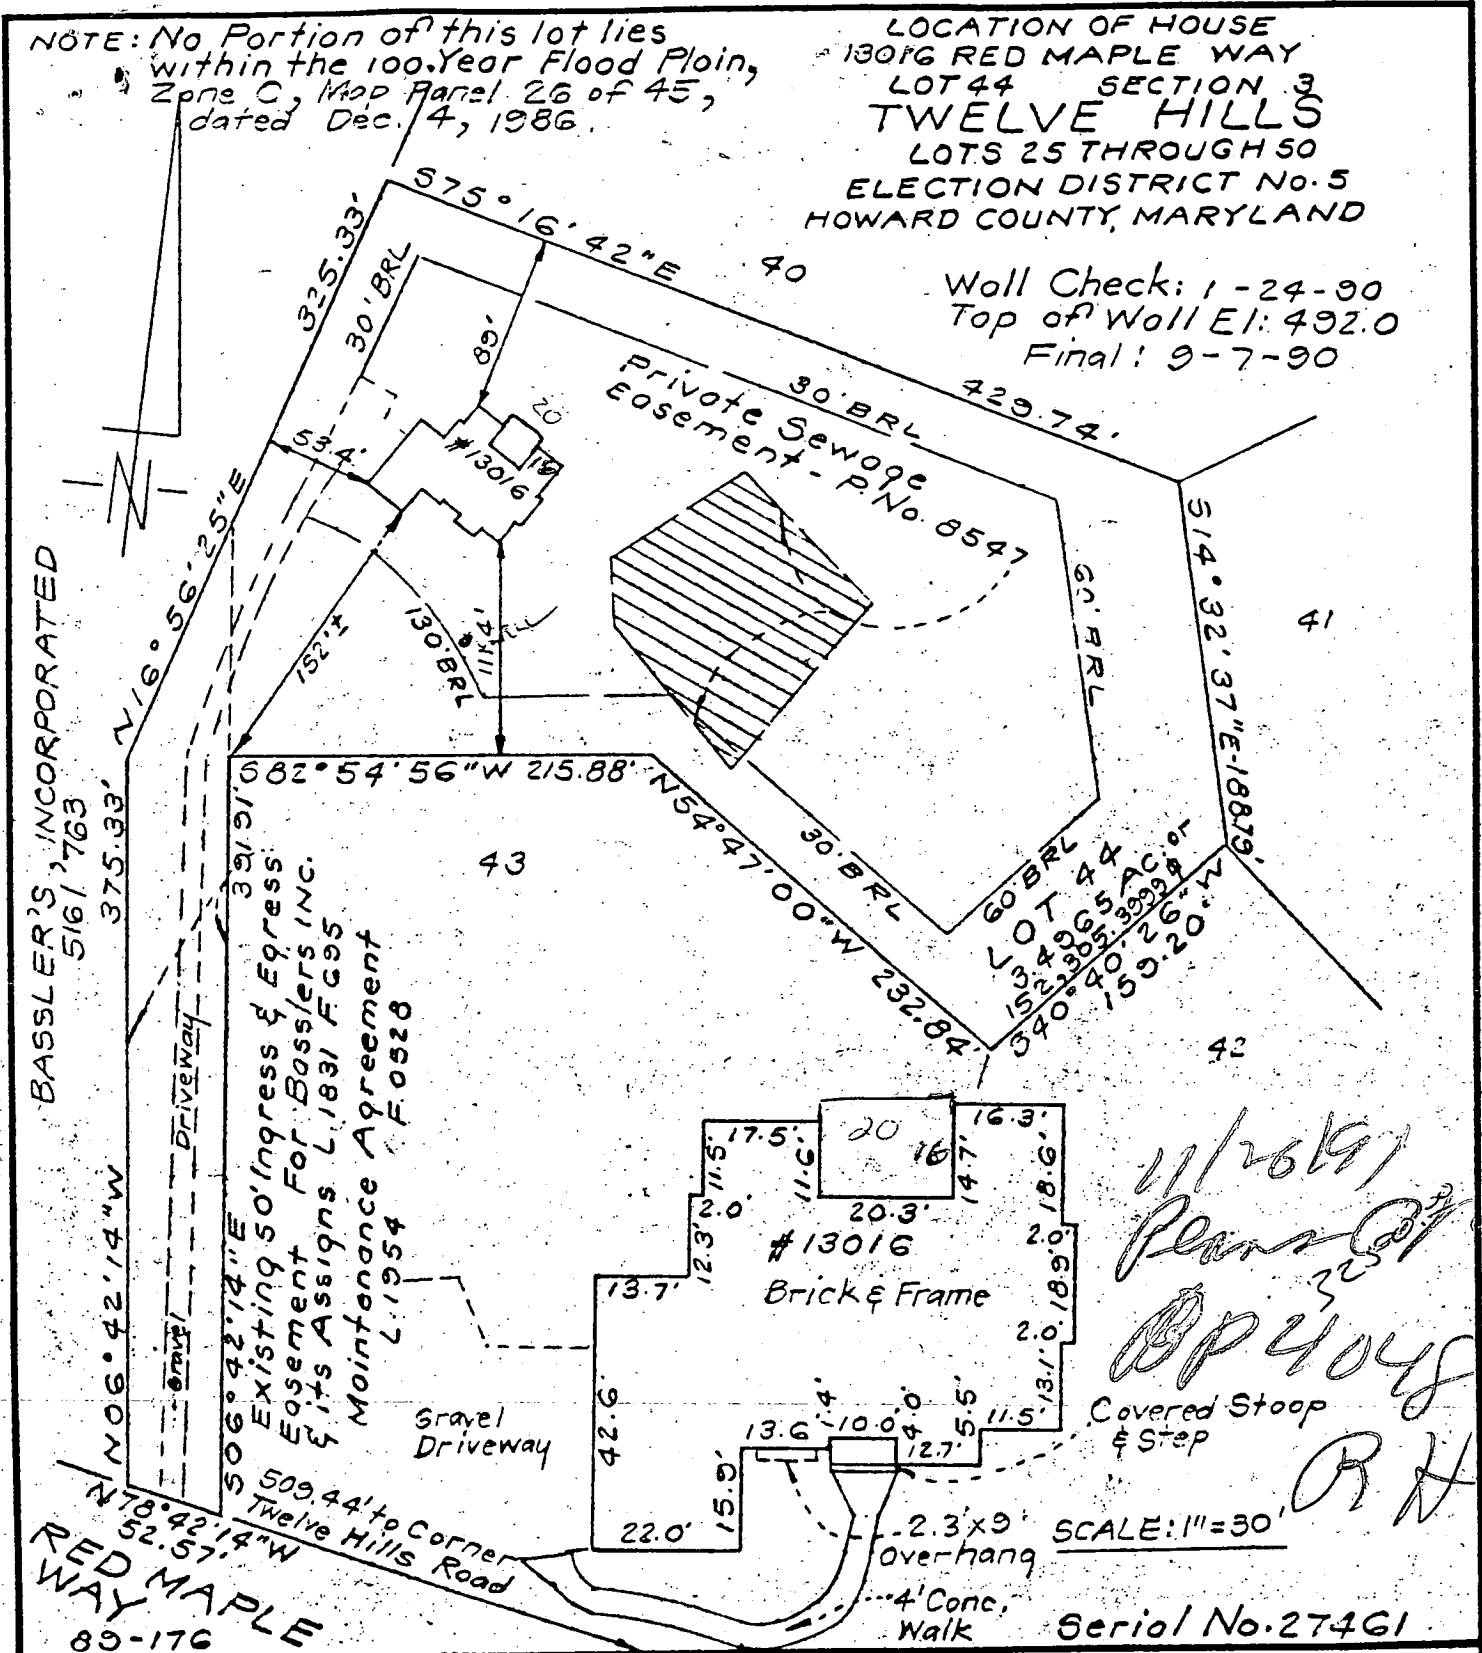 NOTE: No Portion of this lot lies
within the 100.Year Flood Plain,
Zone C, Map Panel 26 of 45,
dated Dec. 4, 1986.
LOCATION OF HOUSE
13016 RED MAPLE WAY
LOT 44 SECTION 3
TWELVE HILLS
LOTS 25 THROUGH 50
ELECTION DISTRICT No. 5
HOWARD COUNTY, MARYLAND
Wall Check: 1-24-90
Top of Wall El: 492.0
Final: 9-7-90
S75°16'42"E
429.74'
325.33'
N16°56'25"E
30' BRL
89'
40
20
16
#13016
53.4'
Private Sewage
Easement - P. No. 8547
30' BRL
S14°32'37"E-188.79'
60' BRL
41
152'±
130' BRL
114'
BASSLER'S, INCORPORATED
516/763
375.33'
N06°42'14"W
S82°54'56"W 215.88'
N54°47'00"W 232.84'
30' BRL
60' BRL
LOT 44
3.4965 AC. or
S40°40'26"W
159.20'
43
42
391.91'
S06°42'14"E
Existing 50' Ingress & Egress
Easement For Basslers INC.
& its Assigns L.1831 F.695
Maintenance Agreement
L.1954 F.0528
Driveway
Gravel
N78°42'14"W
52.57'
RED MAPLE
WAY
89-176
509.44' to Corner
Twelve Hills Road
17.5'
20
16
16.3'
11.5'
11.6'
14.7'
18.6'
2.0'
20.3'
2.0'
#13016
12.3'
18.9'
13.7'
Brick & Frame
2.0'
42.6'
13.1'
Gravel
Driveway
13.6
1.4'
10.0'
4.0'
5.5'
11.5'
12.7'
15.9'
22.0'
Covered Stoop
& Step
2.3'x9'
Overhang
4' Conc.
Walk
SCALE: 1"=30'
Serial No. 27461
11/26/91
R H